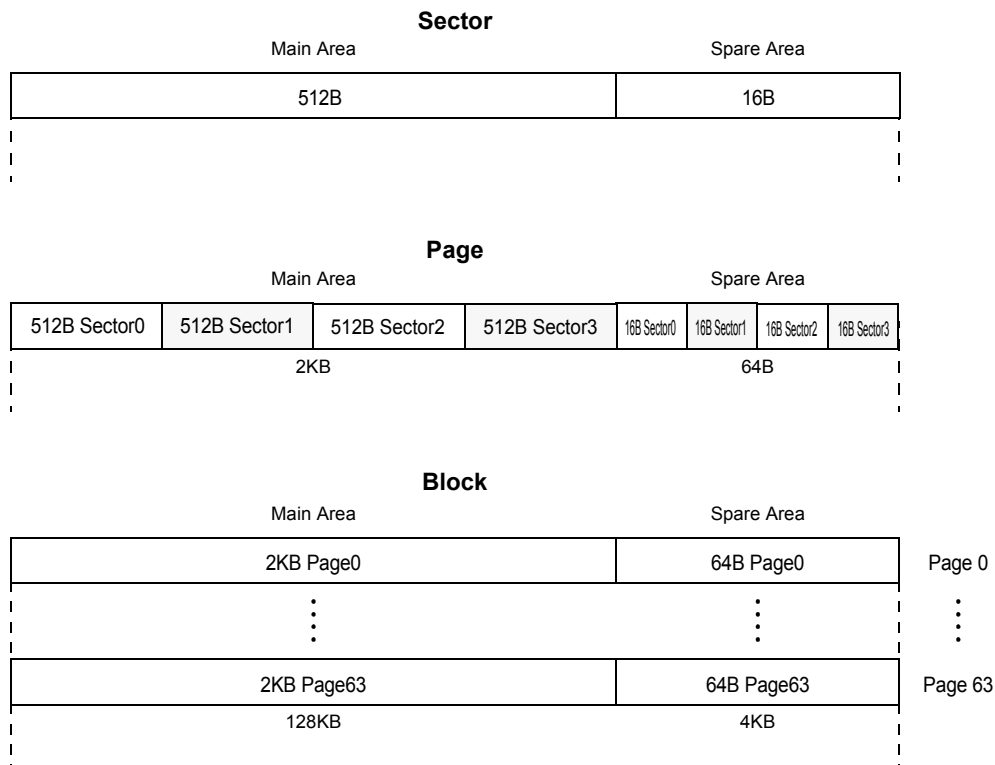 Sector
Main Area Spare Area
512B 16B
Page
Main Area Spare Area
512B Sector0 512B Sector1 512B Sector2 512B Sector3 16B Sector0 16B Sector1 16B Sector2 16B Sector3
2KB 64B
Block
Main Area Spare Area
2KB Page0 64B Page0 Page 0
2KB Page63 64B Page63 Page 63
128KB 4KB